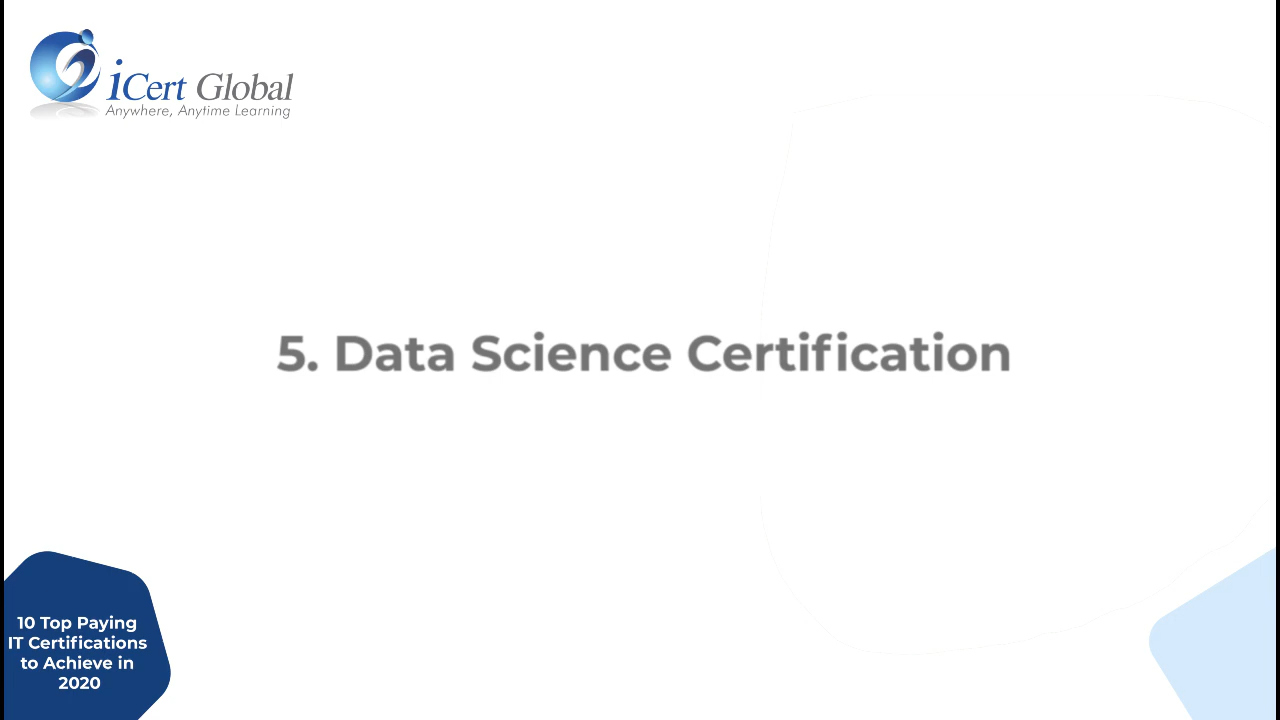 iCert Global
Anywhere, Anytime Learning
5. Data Science Certification
10 Top Paying
IT Certifications
to Achieve in
2020